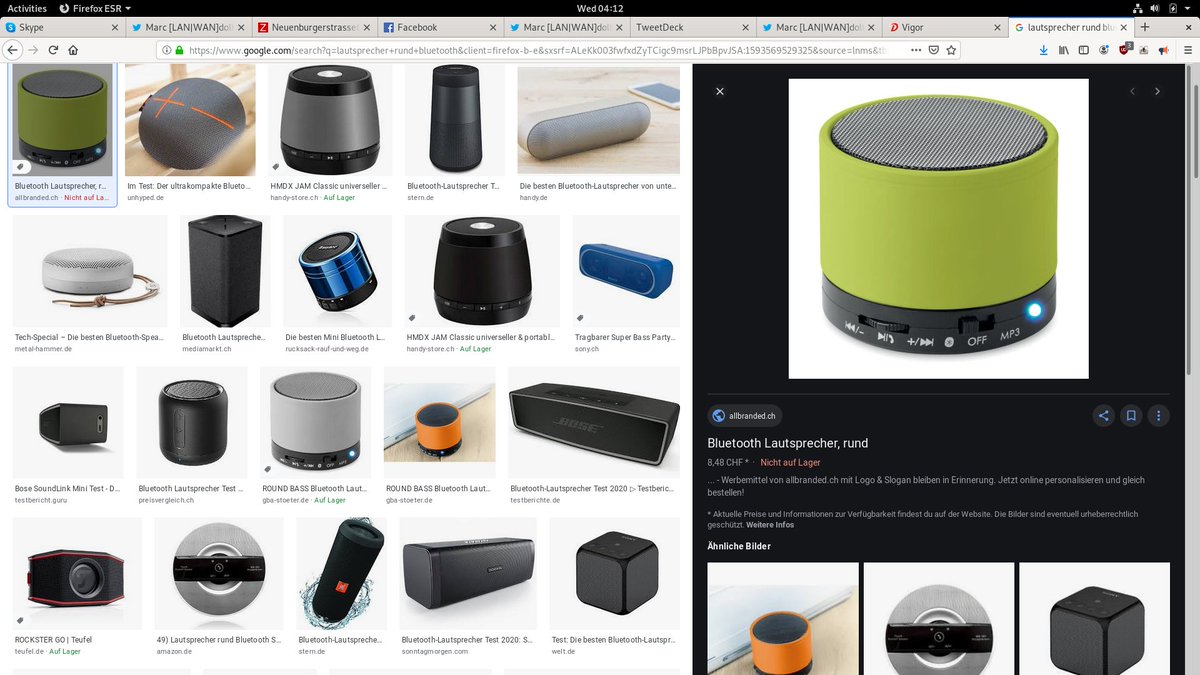 Activities Firefox ESR Wed 04:12
Skype Marc [LAN|WAN]doll Neuenburgerstrasse Facebook Marc [LAN|WAN]doll TweetDeck Marc [LAN|WAN]doll Vigor lautsprecher rund blu
https://www.google.com/search?q=lautsprecher+rund+bluetooth&client=firefox-b-e&sxsrf=ALeKk003fwfxdZyTCigc9msrLJPbBpvJSA:1593569529325&source=lnms&tb
Bluetooth Lautsprecher, r...
allbranded.ch · Nicht auf La...
Im Test: Der ultrakompakte Blueto...
unhyped.de
HMDX JAM Classic universeller ...
handy-store.ch · Auf Lager
Bluetooth-Lautsprecher T...
stern.de
Die besten Bluetooth-Lautsprecher von unte...
handy.de
Tech-Special – Die besten Bluetooth-Spea...
metal-hammer.de
Bluetooth Lautspreche...
mediamarkt.ch
Die besten Mini Bluetooth L...
rucksack-rauf-und-weg.de
HMDX JAM Classic universeller & portabl...
handy-store.ch · Auf Lager
Tragbarer Super Bass Party...
sony.ch
BOSE
Bose SoundLink Mini Test - D...
testbericht.guru
Bluetooth Lautsprecher Test ...
preisvergleich.ch
ROUND BASS Bluetooth Laut...
gba-stoeter.de · Auf Lager
ROUND BASS Bluetooth Laut...
gba-stoeter.de
Bluetooth-Lautsprecher Test 2020 ▷ Testberic...
testberichte.de
SONY
ROCKSTER GO | Teufel
teufel.de · Auf Lager
49) Lautsprecher rund Bluetooth S...
amazon.de
Bluetooth-Lautspreche...
stern.de
Bluetooth-Lautsprecher Test 2020: S...
sonntagmorgen.com
Test: Die besten Bluetooth-Lautspr...
welt.de
OFF MP3
allbranded.ch
Bluetooth Lautsprecher, rund
8,48 CHF * · Nicht auf Lager
... - Werbemittel von allbranded.ch mit Logo & Slogan bleiben in Erinnerung. Jetzt online personalisieren und gleich
bestellen!
* Aktuelle Preise und Informationen zur Verfügbarkeit findest du auf der Website. Die Bilder sind eventuell urheberrechtlich
geschützt. Weitere Infos
Ähnliche Bilder